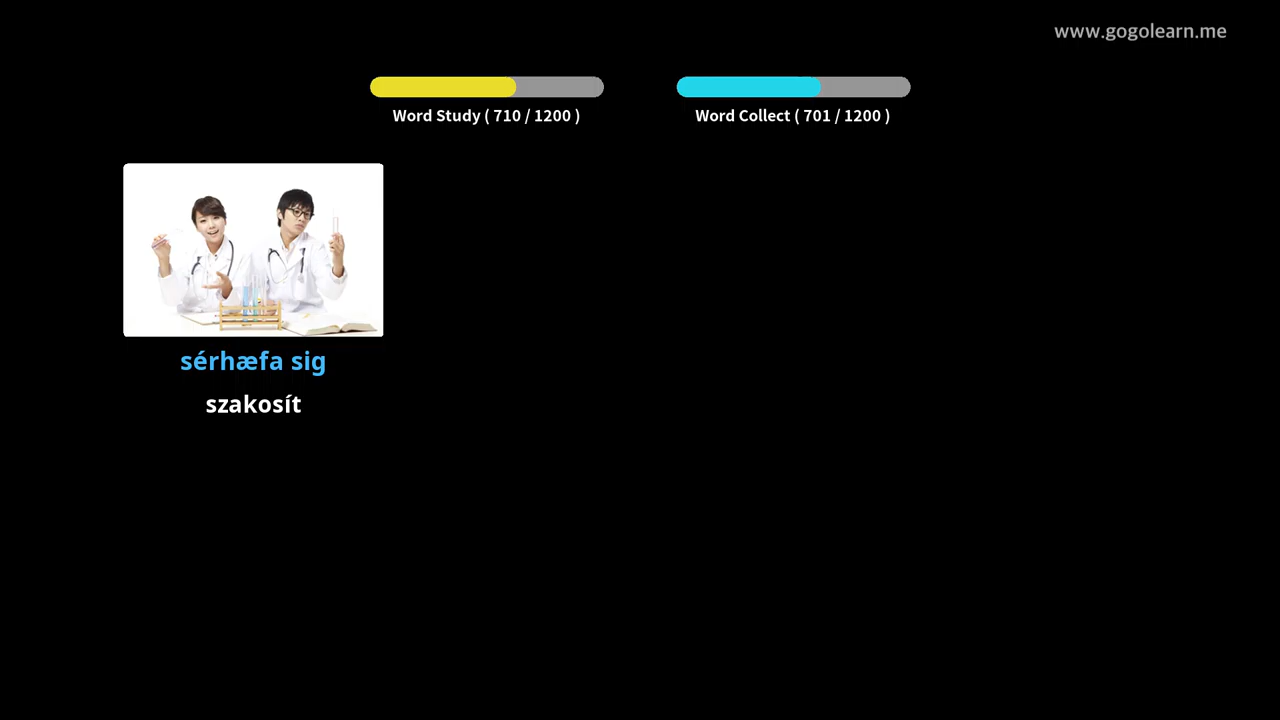 www.gogolearn.me
Word Study ( 710 / 1200 )
Word Collect ( 701 / 1200 )
sérhæfa sig
szakosít